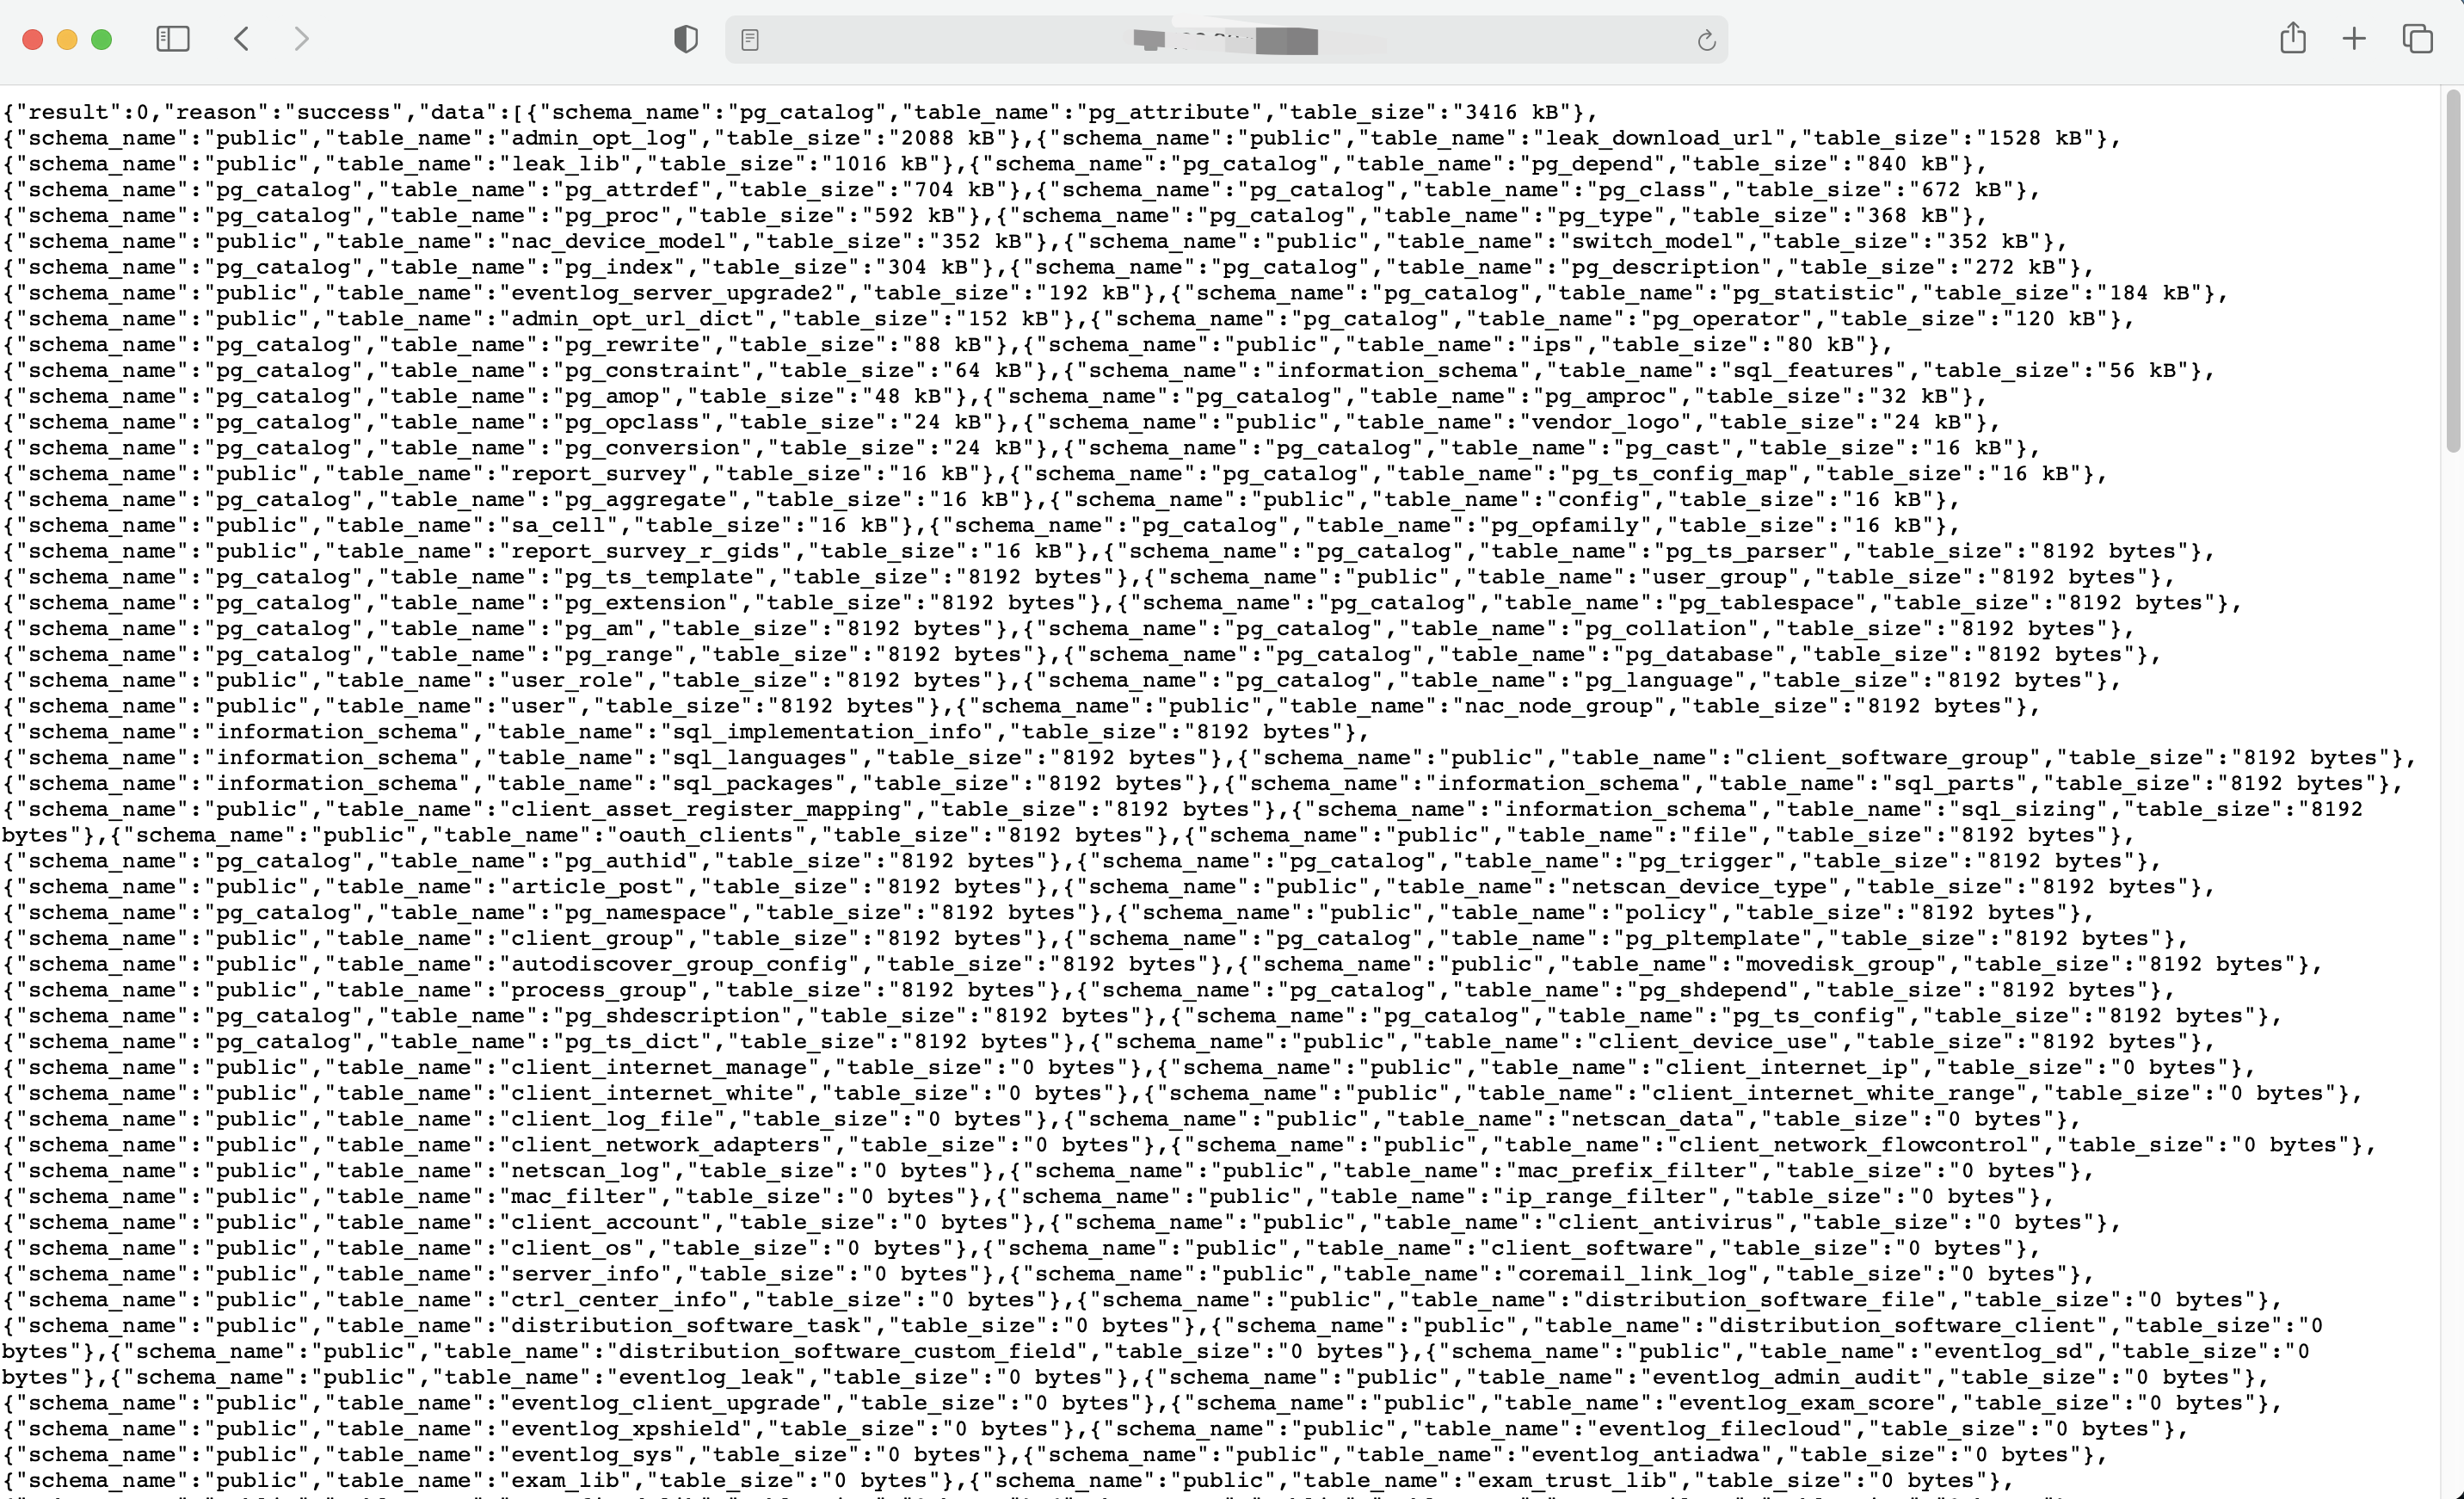 {"result":0,"reason":"success","data":[{"schema_name":"pg_catalog","table_name":"pg_attribute","table_size":"3416 kB"},
{"schema_name":"public","table_name":"admin_opt_log","table_size":"2088 kB"},{"schema_name":"public","table_name":"leak_download_url","table_size":"1528 kB"},
{"schema_name":"public","table_name":"leak_lib","table_size":"1016 kB"},{"schema_name":"pg_catalog","table_name":"pg_depend","table_size":"840 kB"},
{"schema_name":"pg_catalog","table_name":"pg_attrdef","table_size":"704 kB"},{"schema_name":"pg_catalog","table_name":"pg_class","table_size":"672 kB"},
{"schema_name":"pg_catalog","table_name":"pg_proc","table_size":"592 kB"},{"schema_name":"pg_catalog","table_name":"pg_type","table_size":"368 kB"},
{"schema_name":"public","table_name":"nac_device_model","table_size":"352 kB"},{"schema_name":"public","table_name":"switch_model","table_size":"352 kB"},
{"schema_name":"pg_catalog","table_name":"pg_index","table_size":"304 kB"},{"schema_name":"pg_catalog","table_name":"pg_description","table_size":"272 kB"},
{"schema_name":"public","table_name":"eventlog_server_upgrade2","table_size":"192 kB"},{"schema_name":"pg_catalog","table_name":"pg_statistic","table_size":"184 kB"},
{"schema_name":"public","table_name":"admin_opt_url_dict","table_size":"152 kB"},{"schema_name":"pg_catalog","table_name":"pg_operator","table_size":"120 kB"},
{"schema_name":"pg_catalog","table_name":"pg_rewrite","table_size":"88 kB"},{"schema_name":"public","table_name":"ips","table_size":"80 kB"},
{"schema_name":"pg_catalog","table_name":"pg_constraint","table_size":"64 kB"},{"schema_name":"information_schema","table_name":"sql_features","table_size":"56 kB"},
{"schema_name":"pg_catalog","table_name":"pg_amop","table_size":"48 kB"},{"schema_name":"pg_catalog","table_name":"pg_amproc","table_size":"32 kB"},
{"schema_name":"pg_catalog","table_name":"pg_opclass","table_size":"24 kB"},{"schema_name":"public","table_name":"vendor_logo","table_size":"24 kB"},
{"schema_name":"pg_catalog","table_name":"pg_conversion","table_size":"24 kB"},{"schema_name":"pg_catalog","table_name":"pg_cast","table_size":"16 kB"},
{"schema_name":"public","table_name":"report_survey","table_size":"16 kB"},{"schema_name":"pg_catalog","table_name":"pg_ts_config_map","table_size":"16 kB"},
{"schema_name":"pg_catalog","table_name":"pg_aggregate","table_size":"16 kB"},{"schema_name":"public","table_name":"config","table_size":"16 kB"},
{"schema_name":"public","table_name":"sa_cell","table_size":"16 kB"},{"schema_name":"pg_catalog","table_name":"pg_opfamily","table_size":"16 kB"},
{"schema_name":"public","table_name":"report_survey_r_gids","table_size":"16 kB"},{"schema_name":"pg_catalog","table_name":"pg_ts_parser","table_size":"8192 bytes"},
{"schema_name":"pg_catalog","table_name":"pg_ts_template","table_size":"8192 bytes"},{"schema_name":"public","table_name":"user_group","table_size":"8192 bytes"},
{"schema_name":"pg_catalog","table_name":"pg_extension","table_size":"8192 bytes"},{"schema_name":"pg_catalog","table_name":"pg_tablespace","table_size":"8192 bytes"},
{"schema_name":"pg_catalog","table_name":"pg_am","table_size":"8192 bytes"},{"schema_name":"pg_catalog","table_name":"pg_collation","table_size":"8192 bytes"},
{"schema_name":"pg_catalog","table_name":"pg_range","table_size":"8192 bytes"},{"schema_name":"pg_catalog","table_name":"pg_database","table_size":"8192 bytes"},
{"schema_name":"public","table_name":"user_role","table_size":"8192 bytes"},{"schema_name":"pg_catalog","table_name":"pg_language","table_size":"8192 bytes"},
{"schema_name":"public","table_name":"user","table_size":"8192 bytes"},{"schema_name":"public","table_name":"nac_node_group","table_size":"8192 bytes"},
{"schema_name":"information_schema","table_name":"sql_implementation_info","table_size":"8192 bytes"},
{"schema_name":"information_schema","table_name":"sql_languages","table_size":"8192 bytes"},{"schema_name":"public","table_name":"client_software_group","table_size":"8192 bytes"},
{"schema_name":"information_schema","table_name":"sql_packages","table_size":"8192 bytes"},{"schema_name":"information_schema","table_name":"sql_parts","table_size":"8192 bytes"},
{"schema_name":"public","table_name":"client_asset_register_mapping","table_size":"8192 bytes"},{"schema_name":"information_schema","table_name":"sql_sizing","table_size":"8192
bytes"},{"schema_name":"public","table_name":"oauth_clients","table_size":"8192 bytes"},{"schema_name":"public","table_name":"file","table_size":"8192 bytes"},
{"schema_name":"pg_catalog","table_name":"pg_authid","table_size":"8192 bytes"},{"schema_name":"pg_catalog","table_name":"pg_trigger","table_size":"8192 bytes"},
{"schema_name":"public","table_name":"article_post","table_size":"8192 bytes"},{"schema_name":"public","table_name":"netscan_device_type","table_size":"8192 bytes"},
{"schema_name":"pg_catalog","table_name":"pg_namespace","table_size":"8192 bytes"},{"schema_name":"public","table_name":"policy","table_size":"8192 bytes"},
{"schema_name":"public","table_name":"client_group","table_size":"8192 bytes"},{"schema_name":"pg_catalog","table_name":"pg_pltemplate","table_size":"8192 bytes"},
{"schema_name":"public","table_name":"autodiscover_group_config","table_size":"8192 bytes"},{"schema_name":"public","table_name":"movedisk_group","table_size":"8192 bytes"},
{"schema_name":"public","table_name":"process_group","table_size":"8192 bytes"},{"schema_name":"pg_catalog","table_name":"pg_shdepend","table_size":"8192 bytes"},
{"schema_name":"pg_catalog","table_name":"pg_shdescription","table_size":"8192 bytes"},{"schema_name":"pg_catalog","table_name":"pg_ts_config","table_size":"8192 bytes"},
{"schema_name":"pg_catalog","table_name":"pg_ts_dict","table_size":"8192 bytes"},{"schema_name":"public","table_name":"client_device_use","table_size":"8192 bytes"},
{"schema_name":"public","table_name":"client_internet_manage","table_size":"0 bytes"},{"schema_name":"public","table_name":"client_internet_ip","table_size":"0 bytes"},
{"schema_name":"public","table_name":"client_internet_white","table_size":"0 bytes"},{"schema_name":"public","table_name":"client_internet_white_range","table_size":"0 bytes"},
{"schema_name":"public","table_name":"client_log_file","table_size":"0 bytes"},{"schema_name":"public","table_name":"netscan_data","table_size":"0 bytes"},
{"schema_name":"public","table_name":"client_network_adapters","table_size":"0 bytes"},{"schema_name":"public","table_name":"client_network_flowcontrol","table_size":"0 bytes"},
{"schema_name":"public","table_name":"netscan_log","table_size":"0 bytes"},{"schema_name":"public","table_name":"mac_prefix_filter","table_size":"0 bytes"},
{"schema_name":"public","table_name":"mac_filter","table_size":"0 bytes"},{"schema_name":"public","table_name":"ip_range_filter","table_size":"0 bytes"},
{"schema_name":"public","table_name":"client_account","table_size":"0 bytes"},{"schema_name":"public","table_name":"client_antivirus","table_size":"0 bytes"},
{"schema_name":"public","table_name":"client_os","table_size":"0 bytes"},{"schema_name":"public","table_name":"client_software","table_size":"0 bytes"},
{"schema_name":"public","table_name":"server_info","table_size":"0 bytes"},{"schema_name":"public","table_name":"coremail_link_log","table_size":"0 bytes"},
{"schema_name":"public","table_name":"ctrl_center_info","table_size":"0 bytes"},{"schema_name":"public","table_name":"distribution_software_file","table_size":"0 bytes"},
{"schema_name":"public","table_name":"distribution_software_task","table_size":"0 bytes"},{"schema_name":"public","table_name":"distribution_software_client","table_size":"0
bytes"},{"schema_name":"public","table_name":"distribution_software_custom_field","table_size":"0 bytes"},{"schema_name":"public","table_name":"eventlog_sd","table_size":"0
bytes"},{"schema_name":"public","table_name":"eventlog_leak","table_size":"0 bytes"},{"schema_name":"public","table_name":"eventlog_admin_audit","table_size":"0 bytes"},
{"schema_name":"public","table_name":"eventlog_client_upgrade","table_size":"0 bytes"},{"schema_name":"public","table_name":"eventlog_exam_score","table_size":"0 bytes"},
{"schema_name":"public","table_name":"eventlog_xpshield","table_size":"0 bytes"},{"schema_name":"public","table_name":"eventlog_filecloud","table_size":"0 bytes"},
{"schema_name":"public","table_name":"eventlog_sys","table_size":"0 bytes"},{"schema_name":"public","table_name":"eventlog_antiadwa","table_size":"0 bytes"},
{"schema_name":"public","table_name":"exam_lib","table_size":"0 bytes"},{"schema_name":"public","table_name":"exam_trust_lib","table_size":"0 bytes"},